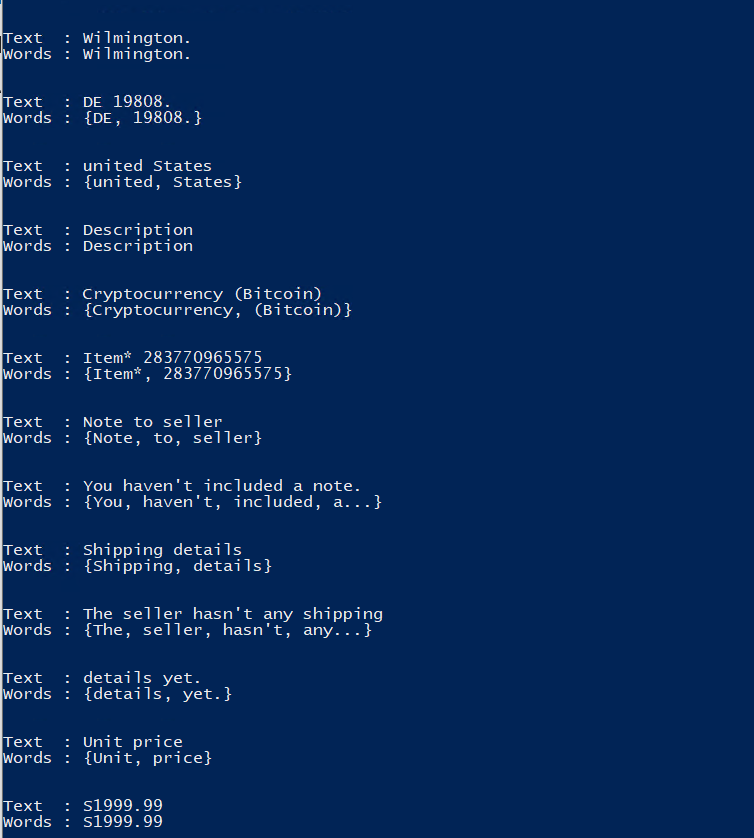 Text  : Wilmington.
Words : Wilmington.
Text  : DE 19808.
Words : {DE, 19808.}
Text  : united States
Words : {united, States}
Text  : Description
Words : Description
Text  : Cryptocurrency (Bitcoin)
Words : {Cryptocurrency, (Bitcoin)}
Text  : Item* 283770965575
Words : {Item*, 283770965575}
Text  : Note to seller
Words : {Note, to, seller}
Text  : You haven't included a note.
Words : {You, haven't, included, a...}
Text  : Shipping details
Words : {Shipping, details}
Text  : The seller hasn't any shipping
Words : {The, seller, hasn't, any...}
Text  : details yet.
Words : {details, yet.}
Text  : Unit price
Words : {Unit, price}
Text  : S1999.99
Words : S1999.99